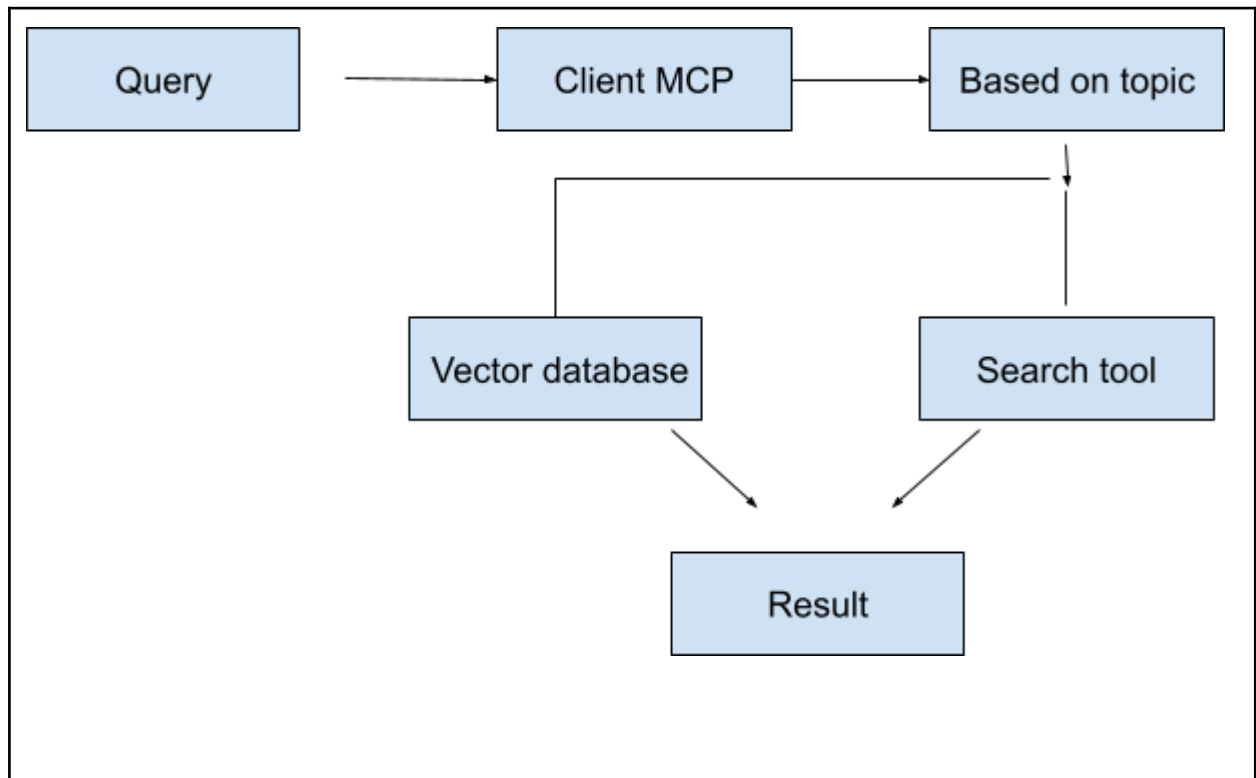 Query
Client MCP
Based on topic
Vector database
Search tool
Result